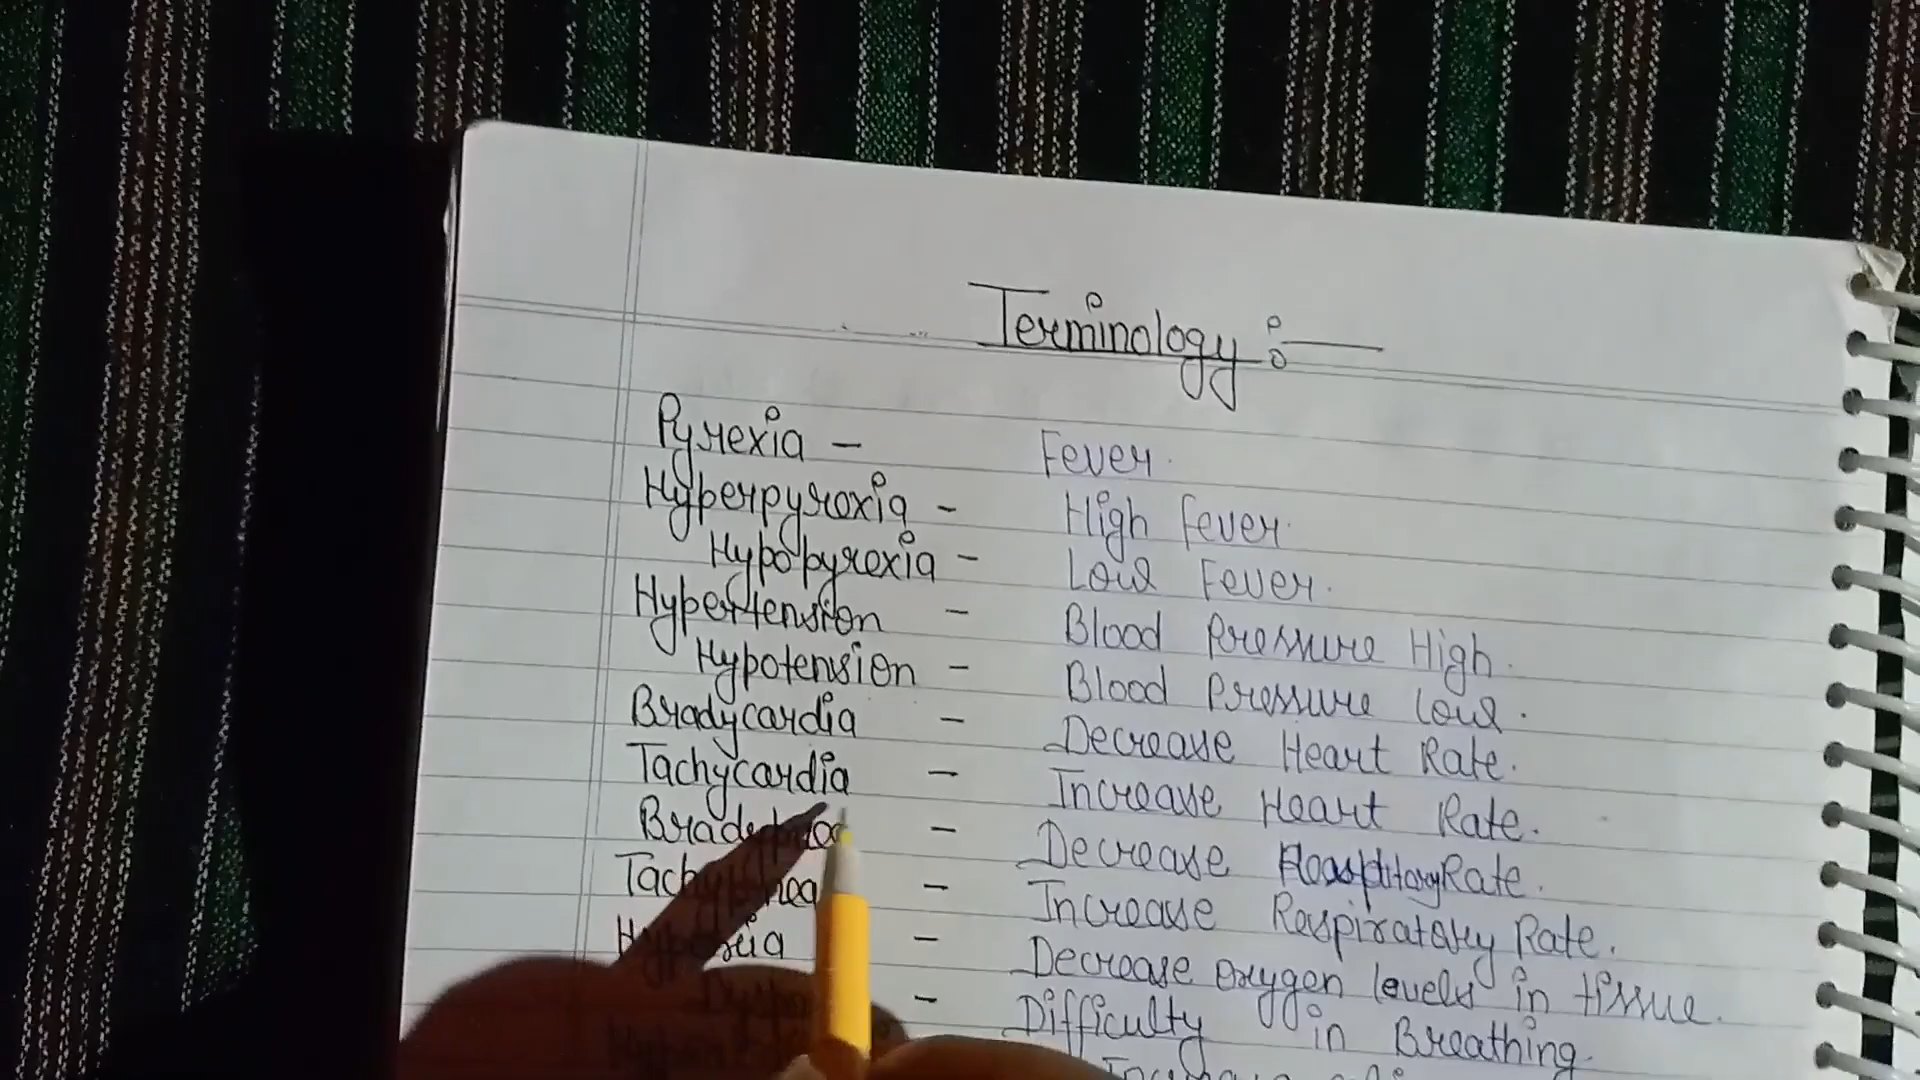 Terminology :
Pyrexia - Fever.
Hyperpyroxia - High Fever.
Hypopyrexia - Low Fever.
Hypertension - Blood Pressure High.
Hypotension - Blood Pressure low.
Bradycardia - Decrease Heart Rate.
Tachycardia - Increase Heart Rate.
- Decrease Rate.
- Increase Respiratory Rate.
- Decrease oxygen levels in tissue.
- Difficulty in Breathing.